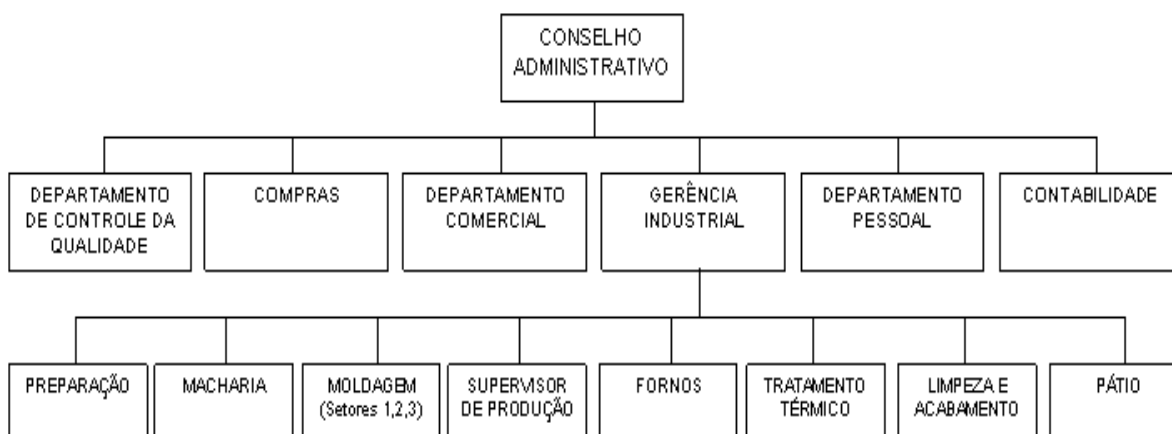 CONSELHO
ADMINISTRATIVO
DEPARTAMENTO
DE CONTROLE DA
QUALIDADE
COMPRAS
DEPARTAMENTO
COMERCIAL
GERÊNCIA
INDUSTRIAL
DEPARTAMENTO
PESSOAL
CONTABILIDADE
PREPARAÇÃO
MACHARIA
MOLDAGEM
(Setores 1,2,3)
SUPERVISOR
DE PRODUÇÃO
FORNOS
TRATAMENTO
TÉRMICO
LIMPEZA E
ACABAMENTO
PÁTIO